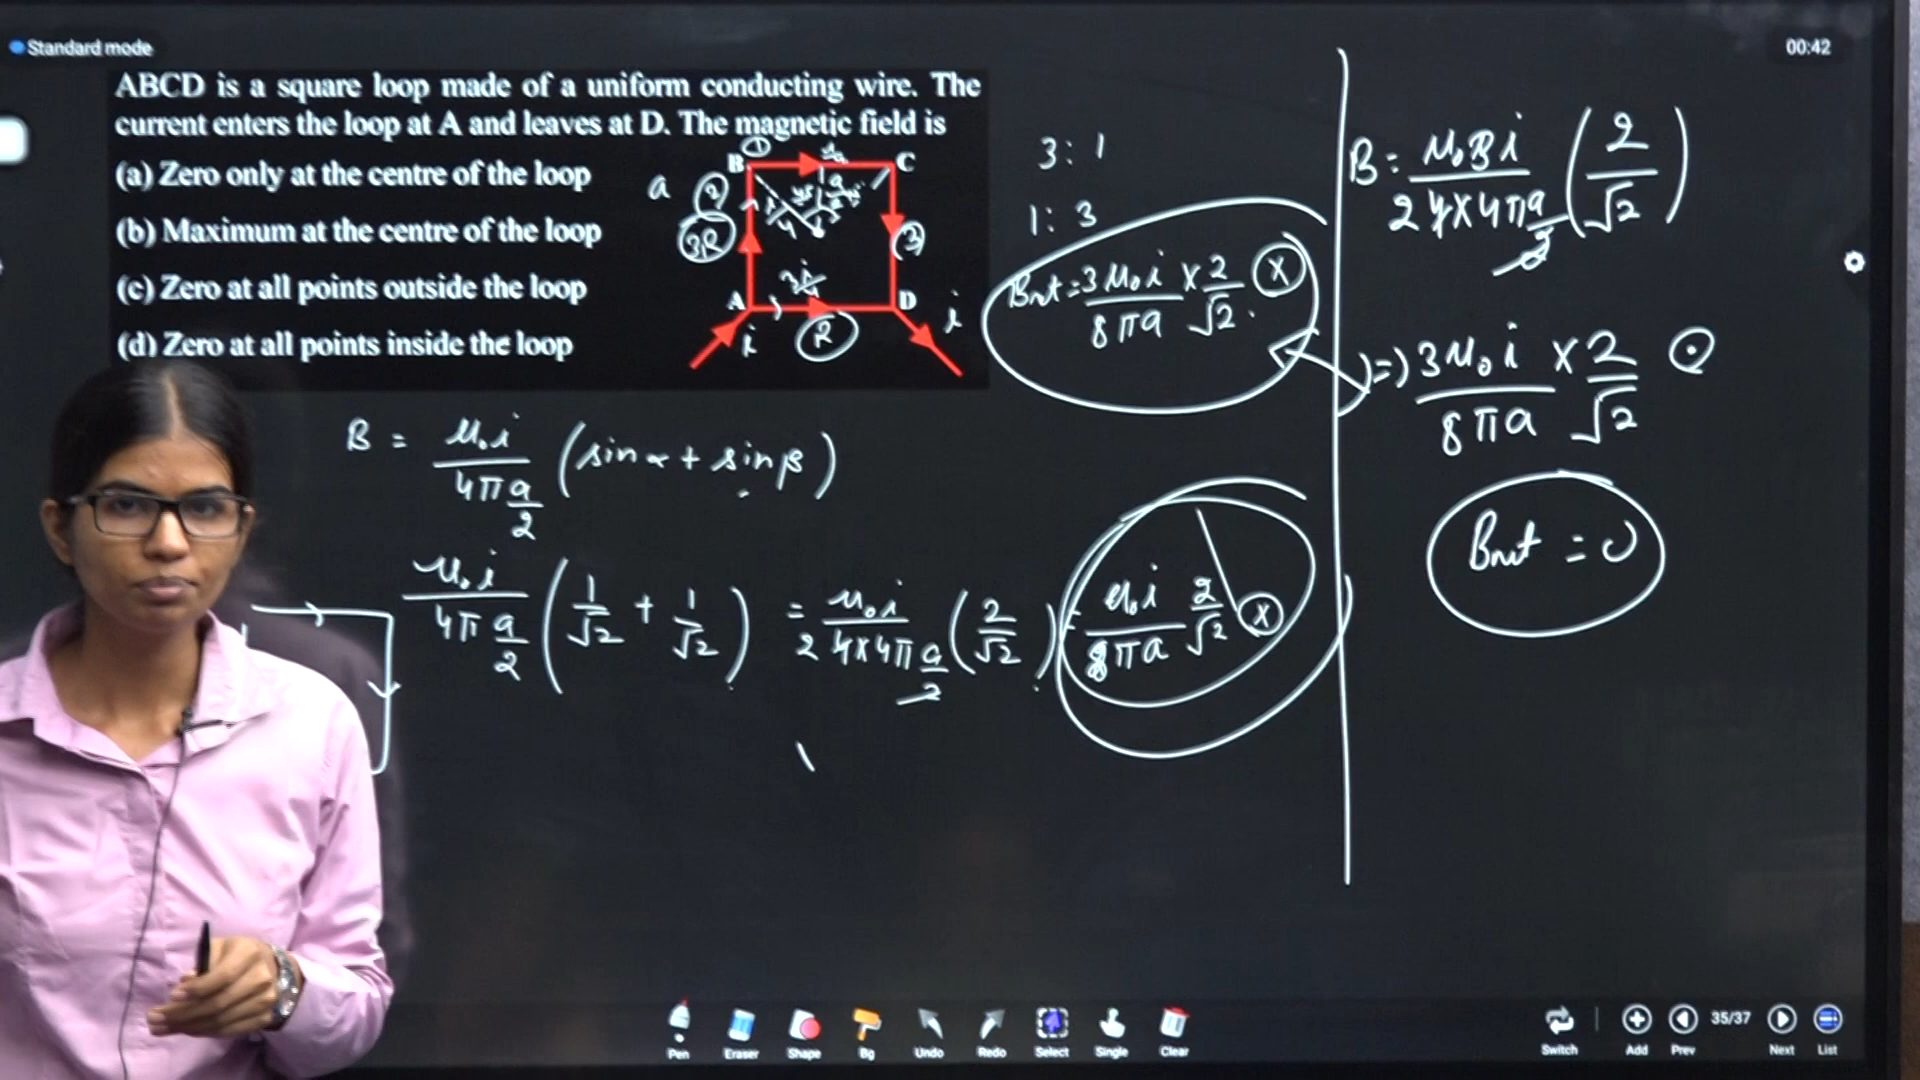 Standard mode
00:42
ABCD is a square loop made of a uniform conducting wire. The
current enters the loop at A and leaves at D. The magnetic field is
(a) Zero only at the centre of the loop
(b) Maximum at the centre of the loop
(c) Zero at all points outside the loop
(d) Zero at all points inside the loop
a
B ① C
②
3R
③
A D
R
i i
3 : 1
1 : 3
Bnet = 3μ₀i/8πa × 2/√2 ⊗
B = μ₀3i/2 4×4πa/2 (2/√2)
=) 3μ₀i/8πa × 2/√2 ⊙
Bnet = 0
B = μ₀i/4π a/2 (sinα + sinβ)
μ₀i/4π a/2 (1/√2 + 1/√2) = μ₀i/2 4×4π a/2 (2/√2) = μ₀i/8πa 2/√2 ⊗
Pen Eraser Shape Bg Undo Redo Select Single Clear
Switch Add Prev 35/37 Next List